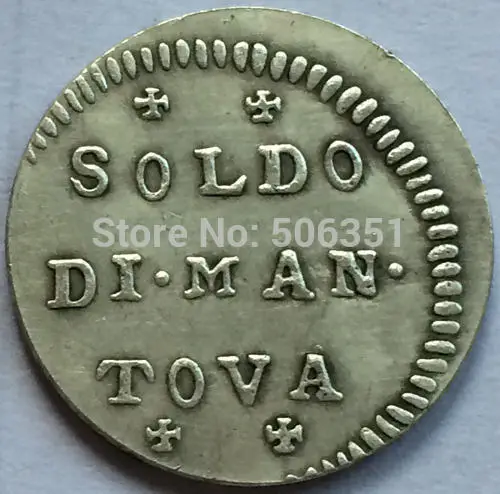 SOLDO
Store No: 506351
DI·MAN·
TOVA